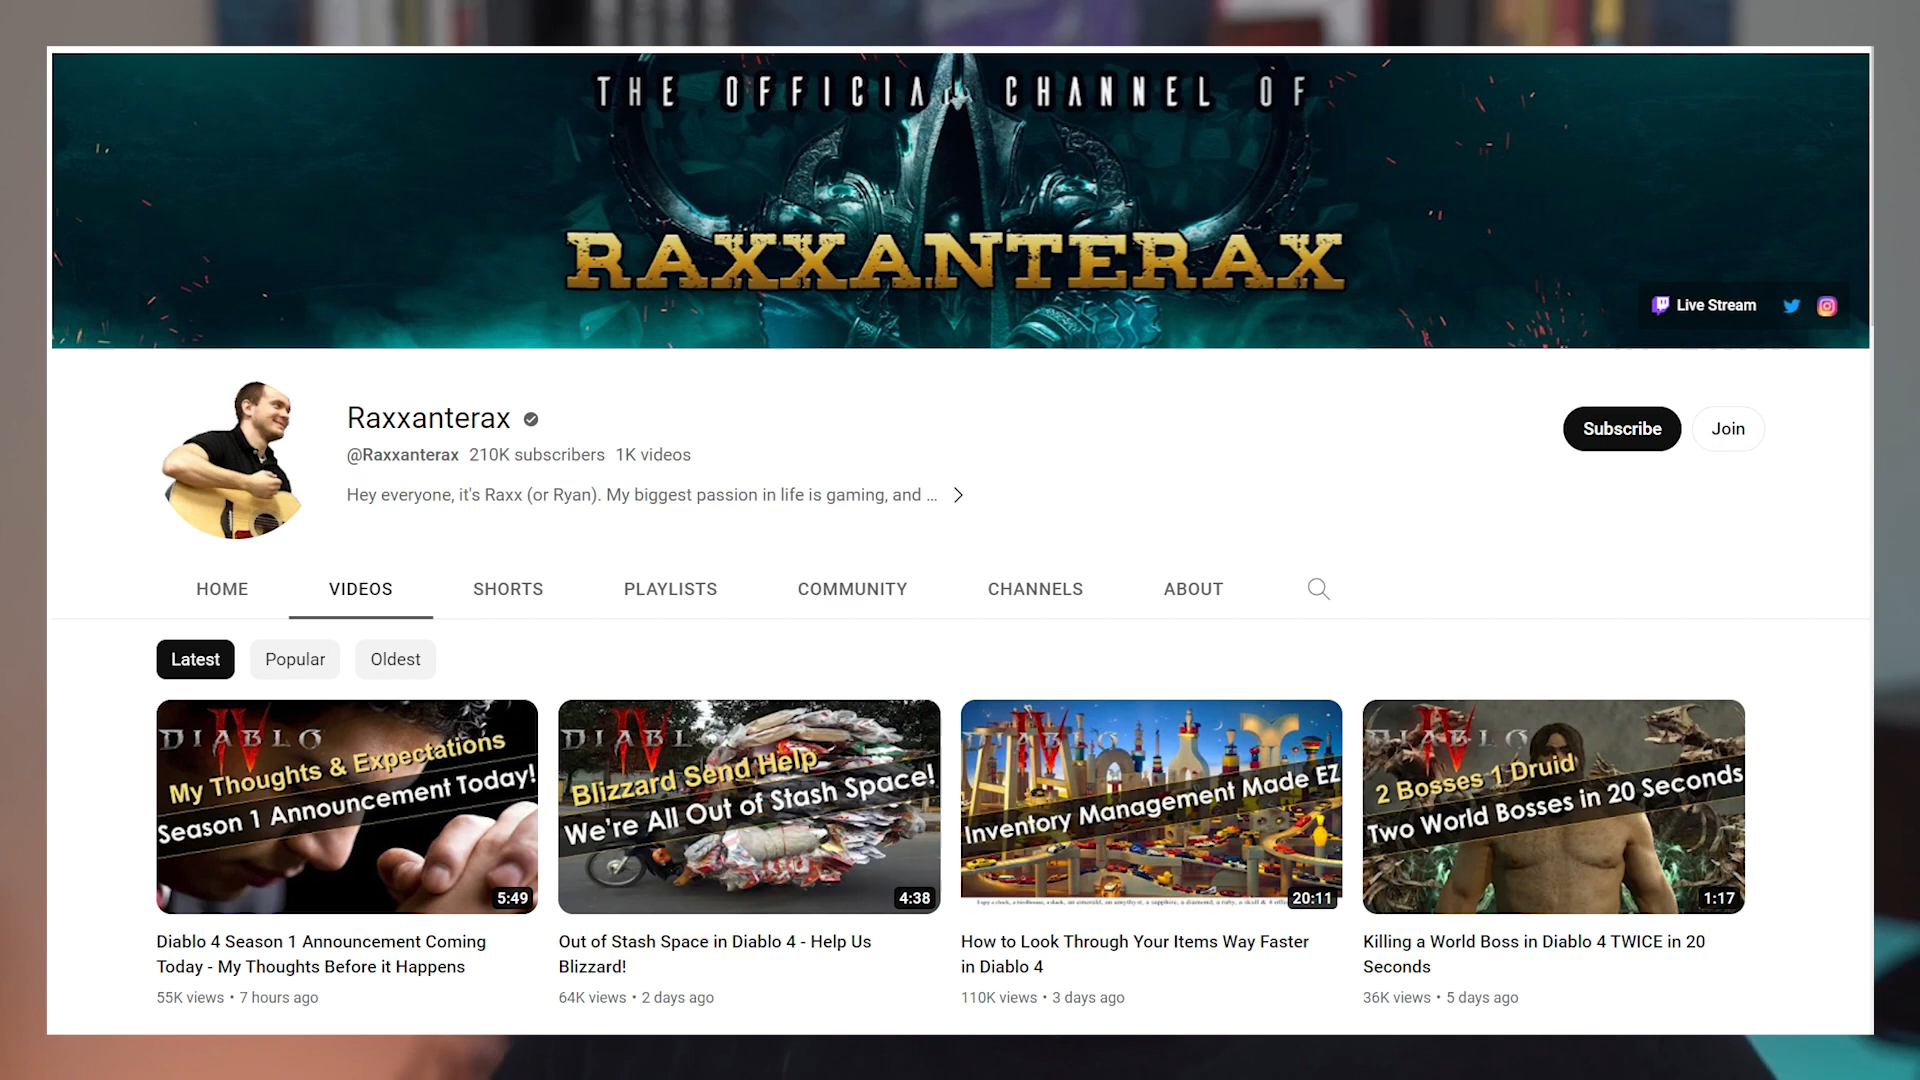 THE OFFICIAL CHANNEL OF
RAXXANTERAX
Live Stream
Raxxanterax
@Raxxanterax 210K subscribers 1K videos
Hey everyone, it's Raxx (or Ryan). My biggest passion in life is gaming, and ...
Subscribe
Join
HOME VIDEOS SHORTS PLAYLISTS COMMUNITY CHANNELS ABOUT
Latest Popular Oldest
DIABLO IV
My Thoughts & Expectations
Season 1 Announcement Today!
5:49
DIABL IV
Blizzard Send Help
We're All Out of Stash Space!
4:38
DIABLO IV
Inventory Management Made EZ
20:11
DIABLO IV
2 Bosses 1 Druid
Two World Bosses in 20 Seconds
1:17
Diablo 4 Season 1 Announcement Coming
Today - My Thoughts Before it Happens
55K views • 7 hours ago
Out of Stash Space in Diablo 4 - Help Us
Blizzard!
64K views • 2 days ago
How to Look Through Your Items Way Faster
in Diablo 4
110K views • 3 days ago
Killing a World Boss in Diablo 4 TWICE in 20
Seconds
36K views • 5 days ago